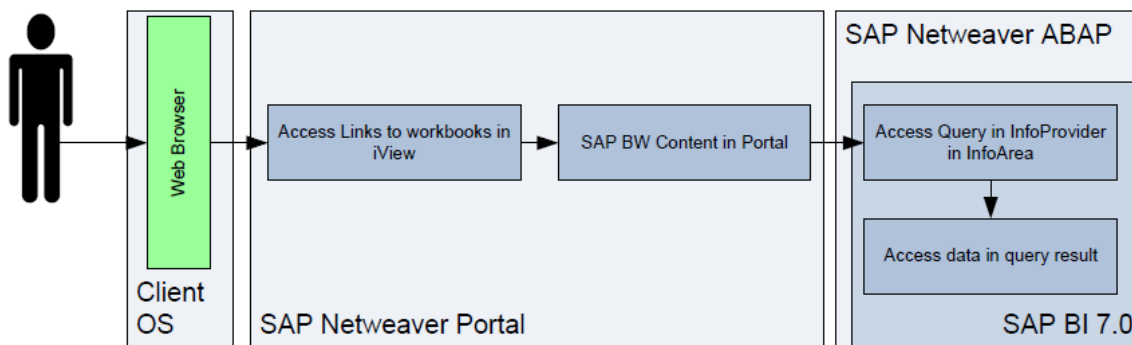 Web Browser
Client
OS
Access Links to workbooks in
iView
SAP BW Content in Portal
SAP Netweaver Portal
SAP Netweaver ABAP
Access Query in InfoProvider
in InfoArea
Access data in query result
SAP BI 7.0